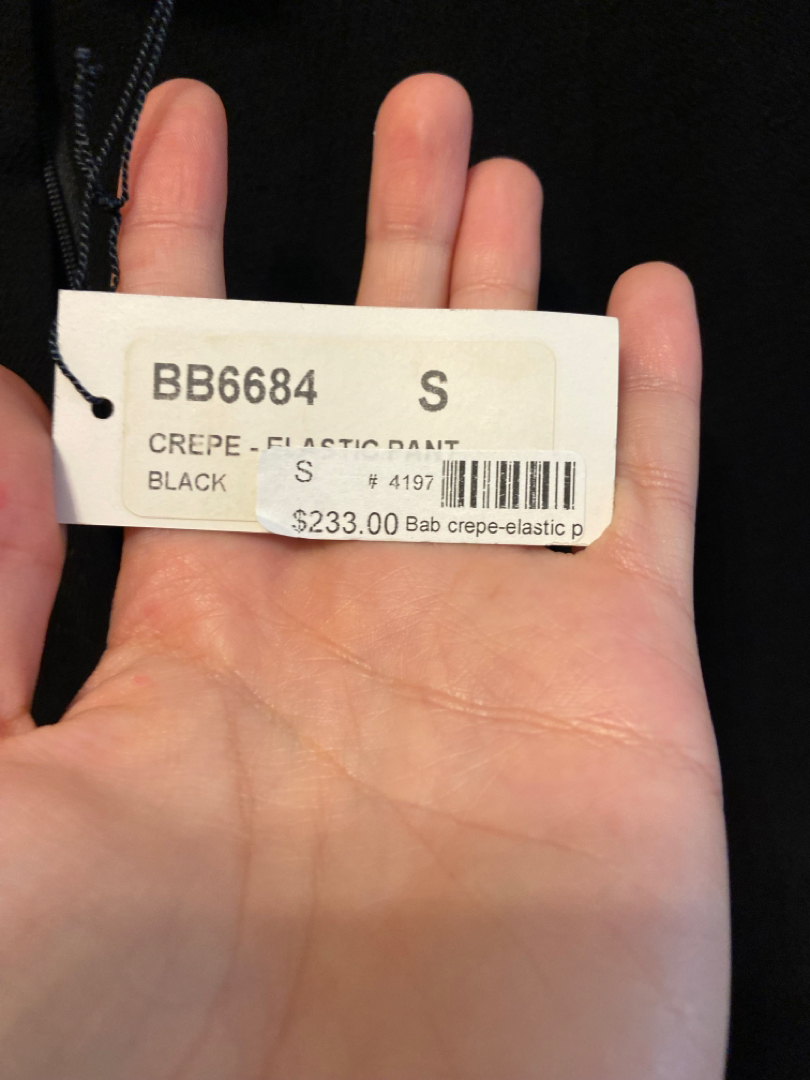 BB6684 S
CREPE - ELASTIC PANT
BLACK
S # 4197
$233.00 Bab crepe-elastic p